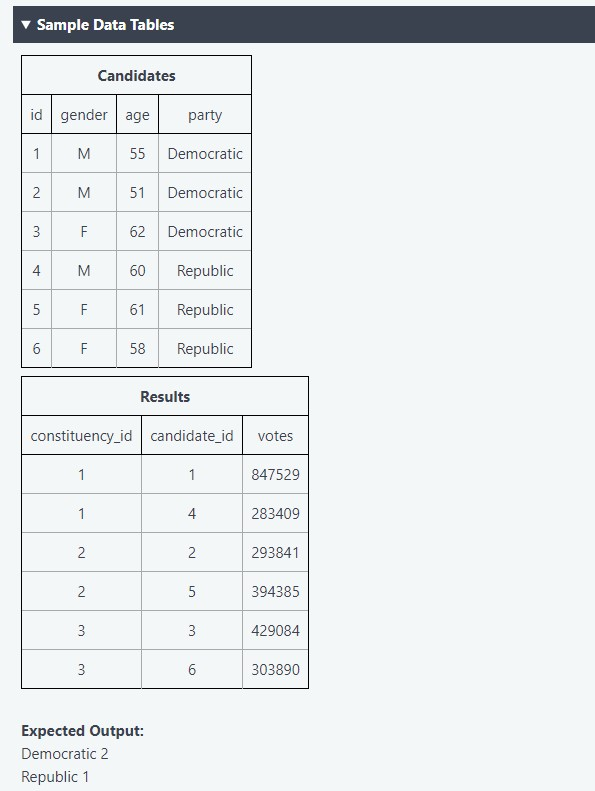 ▼ Sample Data Tables
Candidates
id gender age party
1 M 55 Democratic
2 M 51 Democratic
3 F 62 Democratic
4 M 60 Republic
5 F 61 Republic
6 F 58 Republic
Results
constituency_id candidate_id votes
1 1 847529
1 4 283409
2 2 293841
2 5 394385
3 3 429084
3 6 303890
Expected Output:
Democratic 2
Republic 1